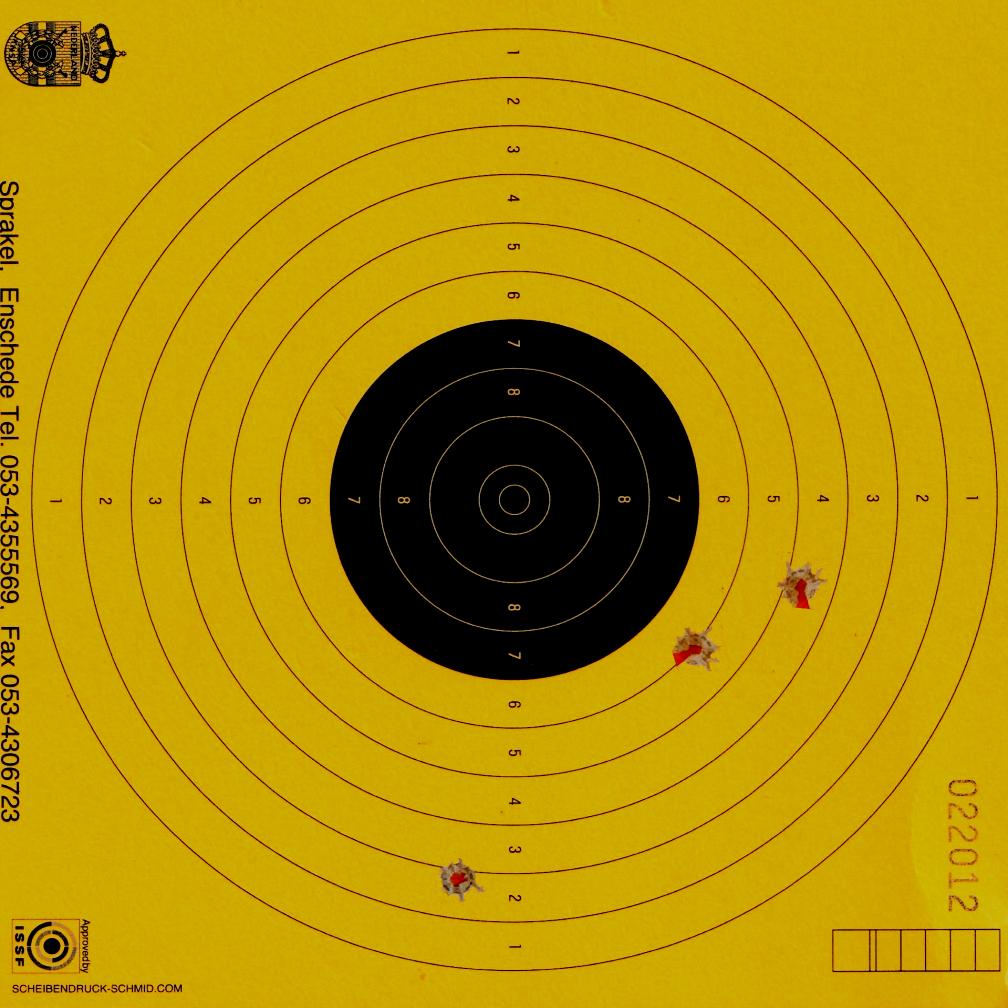 NEDERLAND
1
2
3
4
5
6
7
8
1 2 3 4 5 6 7 8 8 7 6 5 4 3 2 1
8
7
6
5
4
3
2
1
Sprakel, Enschede Tel. 053-4355569, Fax 053-4306723
022012
Approved by
ISSF
SCHEIBENDRUCK-SCHMID.COM